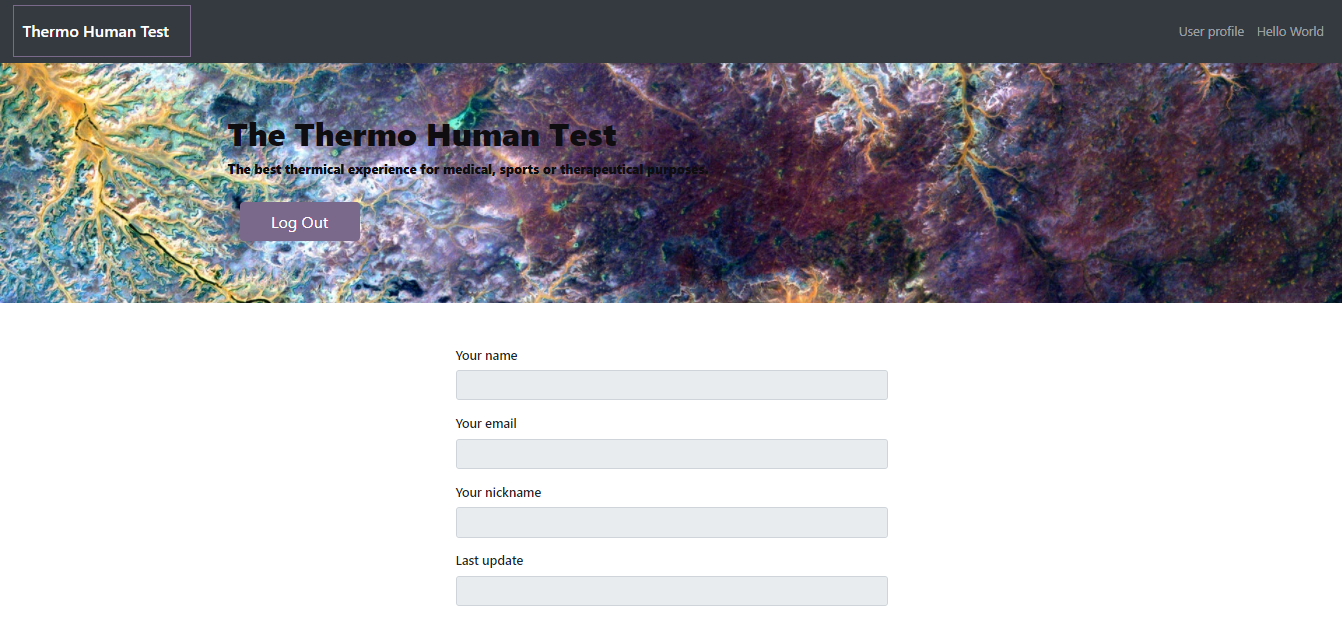 Thermo Human Test
User profile Hello World
The Thermo Human Test
The best thermical experience for medical, sports or therapeutical purposes.
Log Out
Your name
Your email
Your nickname
Last update